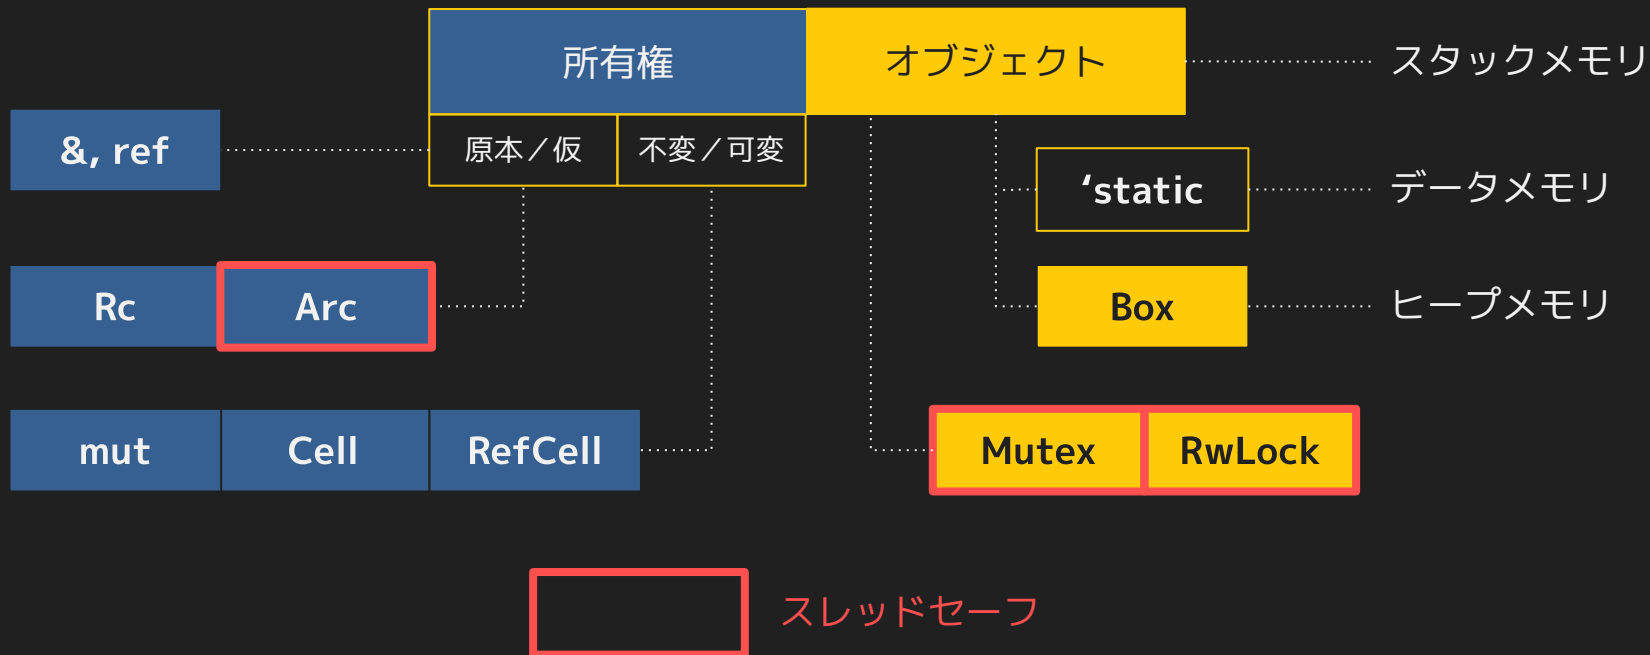 所有権
オブジェクト
スタックメモリ
&, ref
原本／仮
不変／可変
‘static
データメモリ
Rc
Arc
Box
ヒープメモリ
mut
Cell
RefCell
Mutex
RwLock
スレッドセーフ